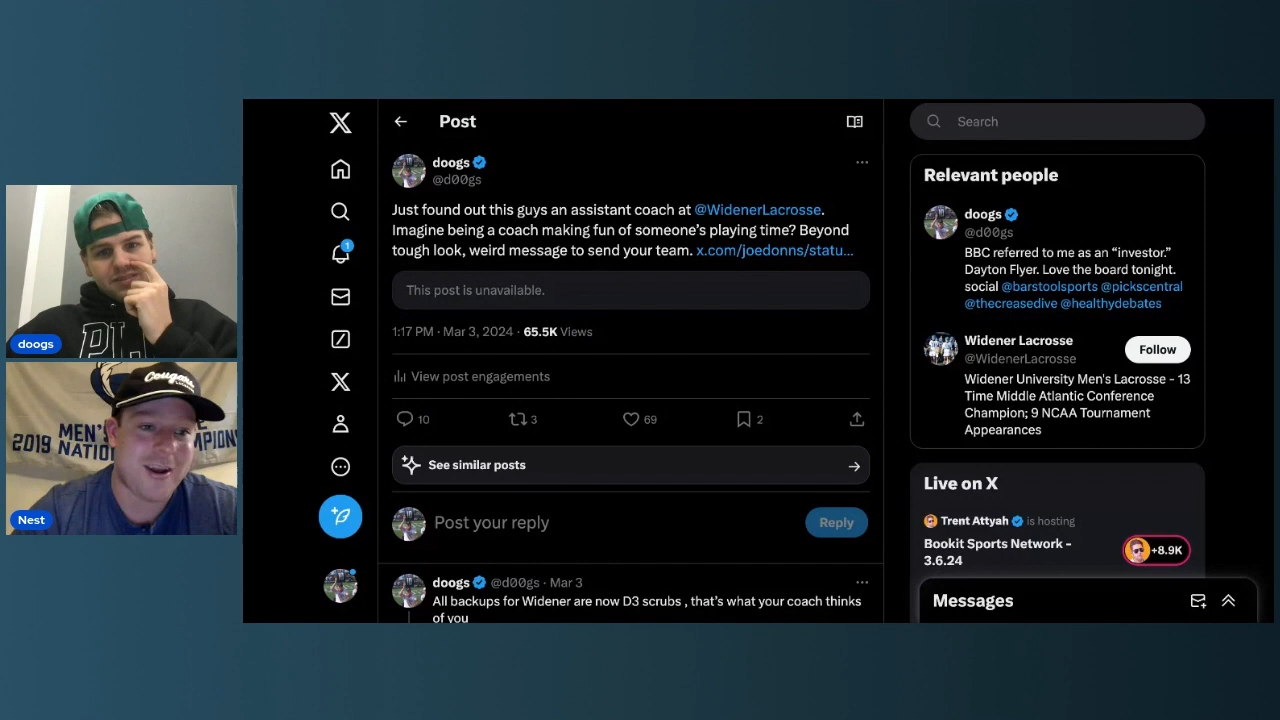 Post
doogs
@d00gs
Just found out this guys an assistant coach at @WidenerLacrosse.
Imagine being a coach making fun of someone’s playing time? Beyond
tough look, weird message to send your team. x.com/joedonns/statu…
This post is unavailable.
1:17 PM · Mar 3, 2024 · 65.5K Views
View post engagements
10 3 69 2
See similar posts
Post your reply
Reply
doogs @d00gs · Mar 3
All backups for Widener are now D3 scrubs , that’s what your coach thinks
of you
1
Search
Relevant people
doogs
@d00gs
BBC referred to me as an “investor.”
Dayton Flyer. Love the board tonight.
social @barstoolsports @pickscentral
@thecreasedive @healthydebates
Widener Lacrosse
@WidenerLacrosse
Follow
Widener University Men's Lacrosse - 13
Time Middle Atlantic Conference
Champion; 9 NCAA Tournament
Appearances
Live on X
Trent Attyah is hosting
Bookit Sports Network -
3.6.24
+8.9K
Messages
doogs
Cougars
2019 MEN'S
Nest